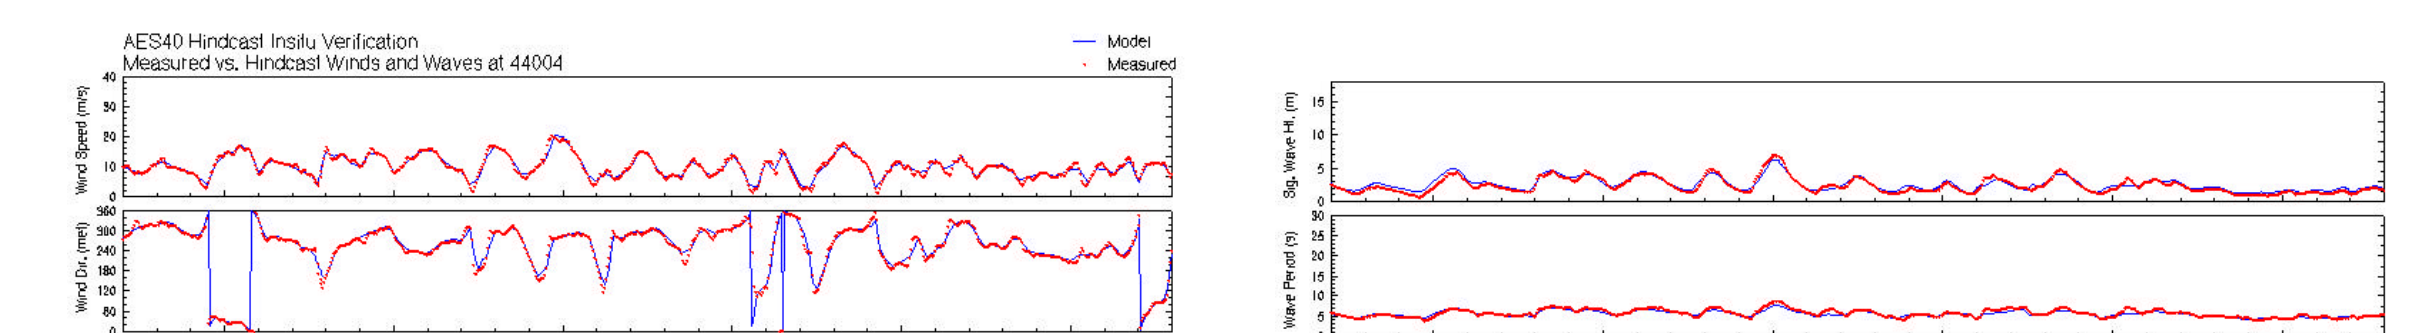 AES40 Hindcast Insitu Verification
Measured vs. Hindcast Winds and Waves at 44004
Model
Measured
Wind Speed (m/s)
40
30
20
10
0
Wind Dir. (met)
360
300
240
180
120
80
0
Sig. Wave Ht. (m)
15
10
5
0
Wave Period (s)
30
25
20
15
10
5